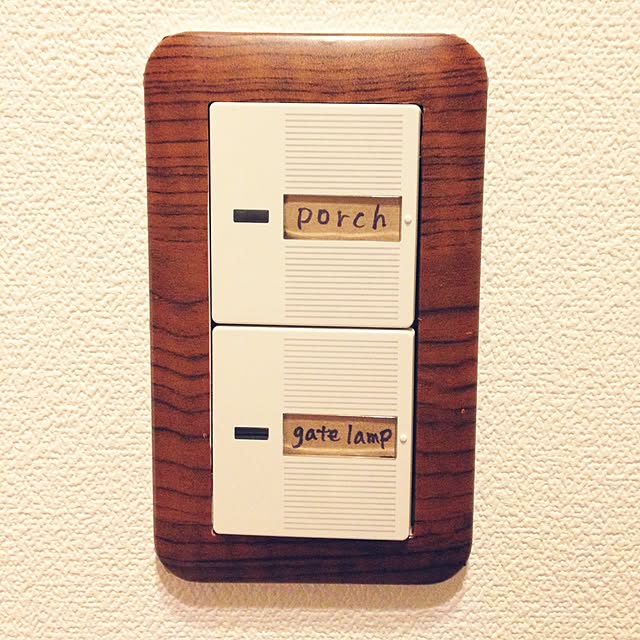 porch
gate lamp